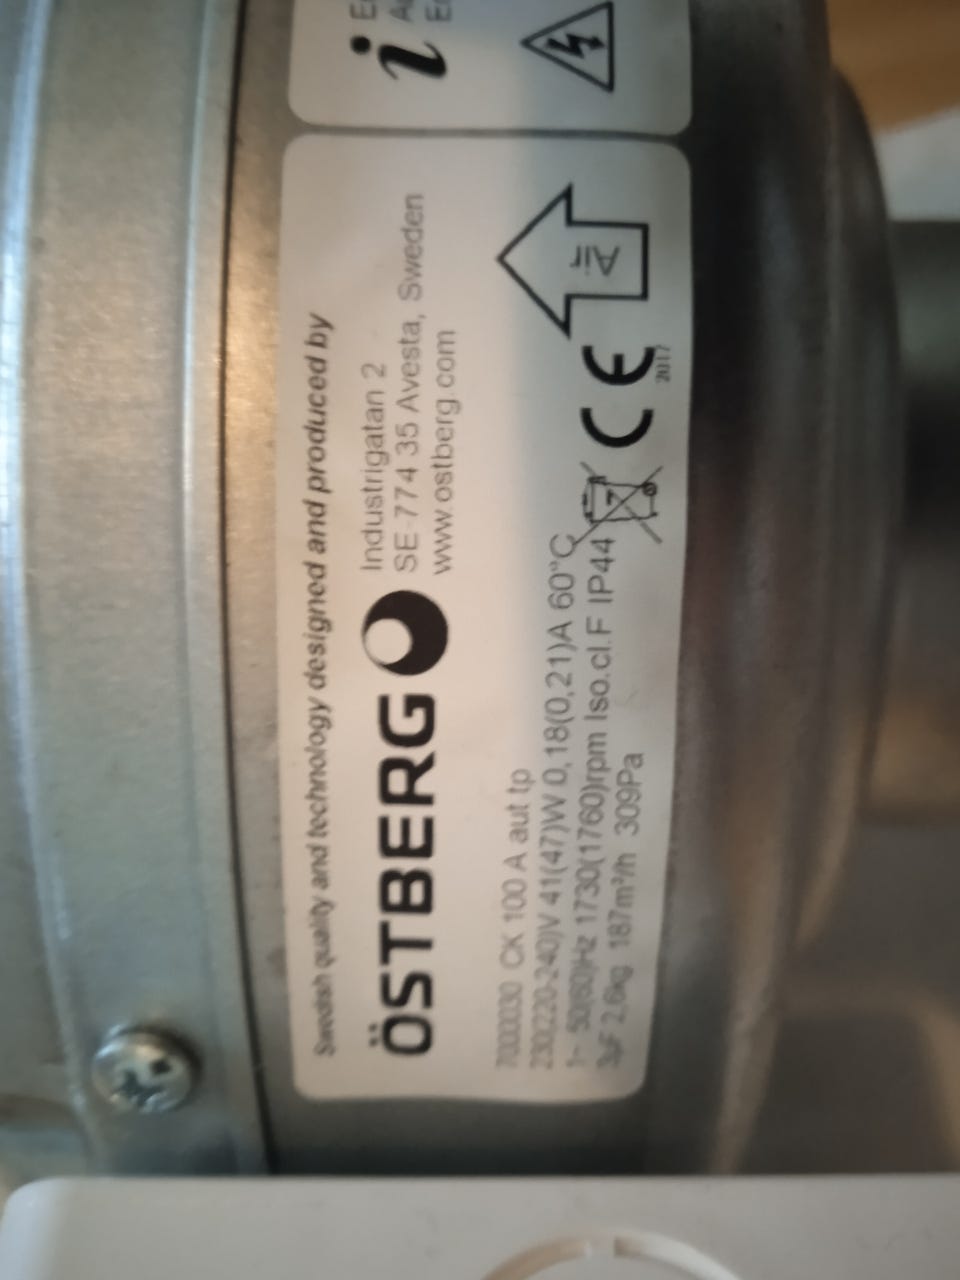 i
Swedish quality and technology designed and produced by
ÖSTBERG
Industrigatan 2
SE-774 35 Avesta, Sweden
www.ostberg.com
7000030 CK 100 A aut tp
230(220-240)V 41(47)W 0,18(0,21)A 60°C
1~ 50(60)Hz 1730(1760)rpm Iso.cl.F IP44
3µF 2,6kg 187m³/h 309Pa
CE
2017
Air